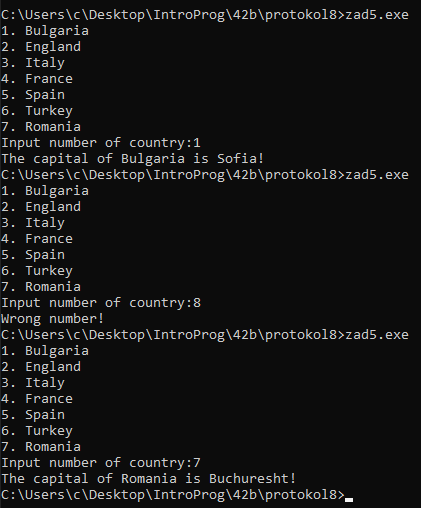 C:\Users\c\Desktop\IntroProg\42b\protokol8>zad5.exe
1. Bulgaria
2. England
3. Italy
4. France
5. Spain
6. Turkey
7. Romania
Input number of country:1
The capital of Bulgaria is Sofia!
C:\Users\c\Desktop\IntroProg\42b\protokol8>zad5.exe
1. Bulgaria
2. England
3. Italy
4. France
5. Spain
6. Turkey
7. Romania
Input number of country:8
Wrong number!
C:\Users\c\Desktop\IntroProg\42b\protokol8>zad5.exe
1. Bulgaria
2. England
3. Italy
4. France
5. Spain
6. Turkey
7. Romania
Input number of country:7
The capital of Romania is Buchuresht!
C:\Users\c\Desktop\IntroProg\42b\protokol8>